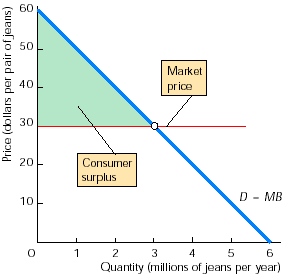 Price (dollars per pair of jeans)
60
50
40
30
20
10
Market
price
Consumer
surplus
D = MB
0
1
2
3
4
5
6
Quantity (millions of jeans per year)